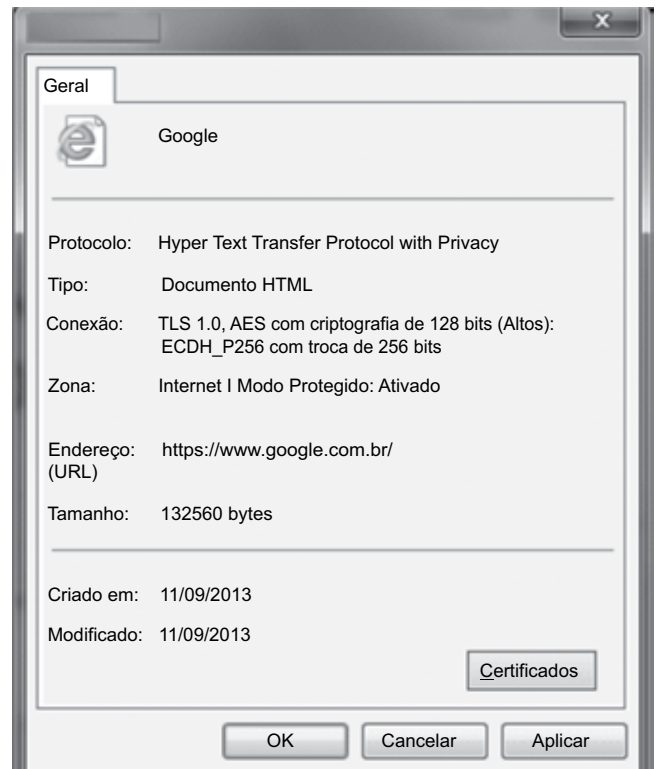 x
Geral
Google
Protocolo: Hyper Text Transfer Protocol with Privacy
Tipo: Documento HTML
Conexão: TLS 1.0, AES com criptografia de 128 bits (Altos):
ECDH_P256 com troca de 256 bits
Zona: Internet I Modo Protegido: Ativado
Endereço: https://www.google.com.br/
(URL)
Tamanho: 132560 bytes
Criado em: 11/09/2013
Modificado: 11/09/2013
Certificados
OK Cancelar Aplicar